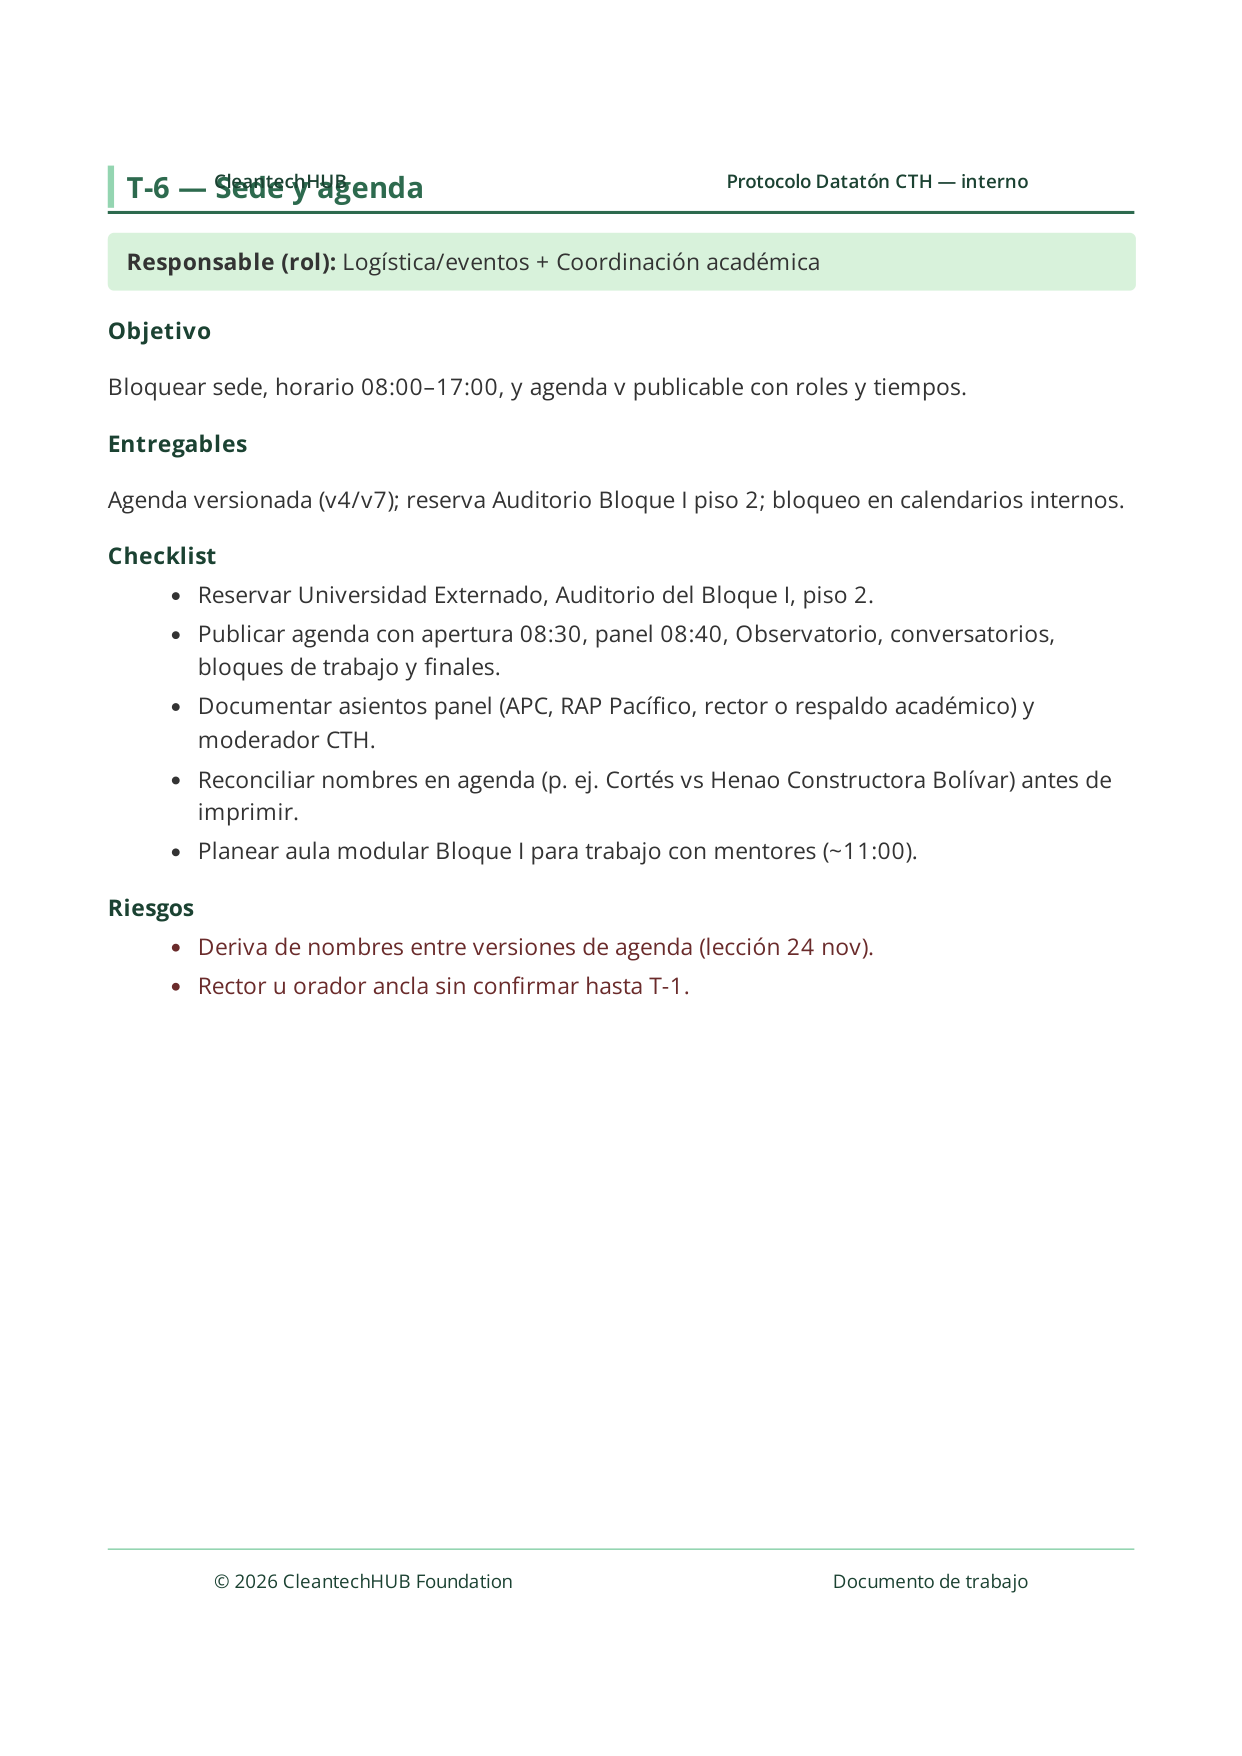 CleantechHUB Protocolo Datatón CTH — interno
T-6 — Sede y agenda
Responsable (rol): Logística/eventos + Coordinación académica
Objetivo
Bloquear sede, horario 08:00–17:00, y agenda v publicable con roles y tiempos.
Entregables
Agenda versionada (v4/v7); reserva Auditorio Bloque I piso 2; bloqueo en calendarios internos.
Checklist
• Reservar Universidad Externado, Auditorio del Bloque I, piso 2.
• Publicar agenda con apertura 08:30, panel 08:40, Observatorio, conversatorios,
bloques de trabajo y finales.
• Documentar asientos panel (APC, RAP Pacífico, rector o respaldo académico) y
moderador CTH.
• Reconciliar nombres en agenda (p. ej. Cortés vs Henao Constructora Bolívar) antes de
imprimir.
• Planear aula modular Bloque I para trabajo con mentores (~11:00).
Riesgos
• Deriva de nombres entre versiones de agenda (lección 24 nov).
• Rector u orador ancla sin confirmar hasta T-1.
© 2026 CleantechHUB Foundation Documento de trabajo